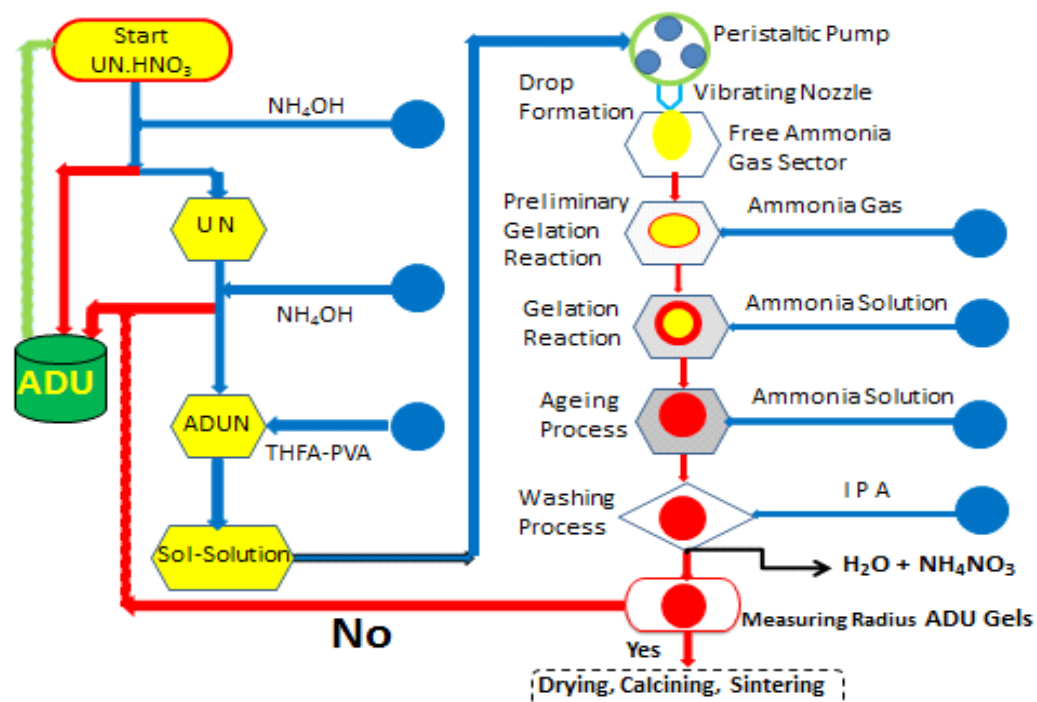 Start
UN.HNO₃
NH₄OH
U N
NH₄OH
ADU
ADUN
THFA-PVA
Sol-Solution
Peristaltic Pump
Drop
Formation
Vibrating Nozzle
Free Ammonia
Gas Sector
Preliminary
Gelation
Reaction
Ammonia Gas
Gelation
Reaction
Ammonia Solution
Ageing
Process
Ammonia Solution
Washing
Process
I P A
H₂O + NH₄NO₃
Measuring Radius ADU Gels
No
Yes
Drying, Calcining, Sintering